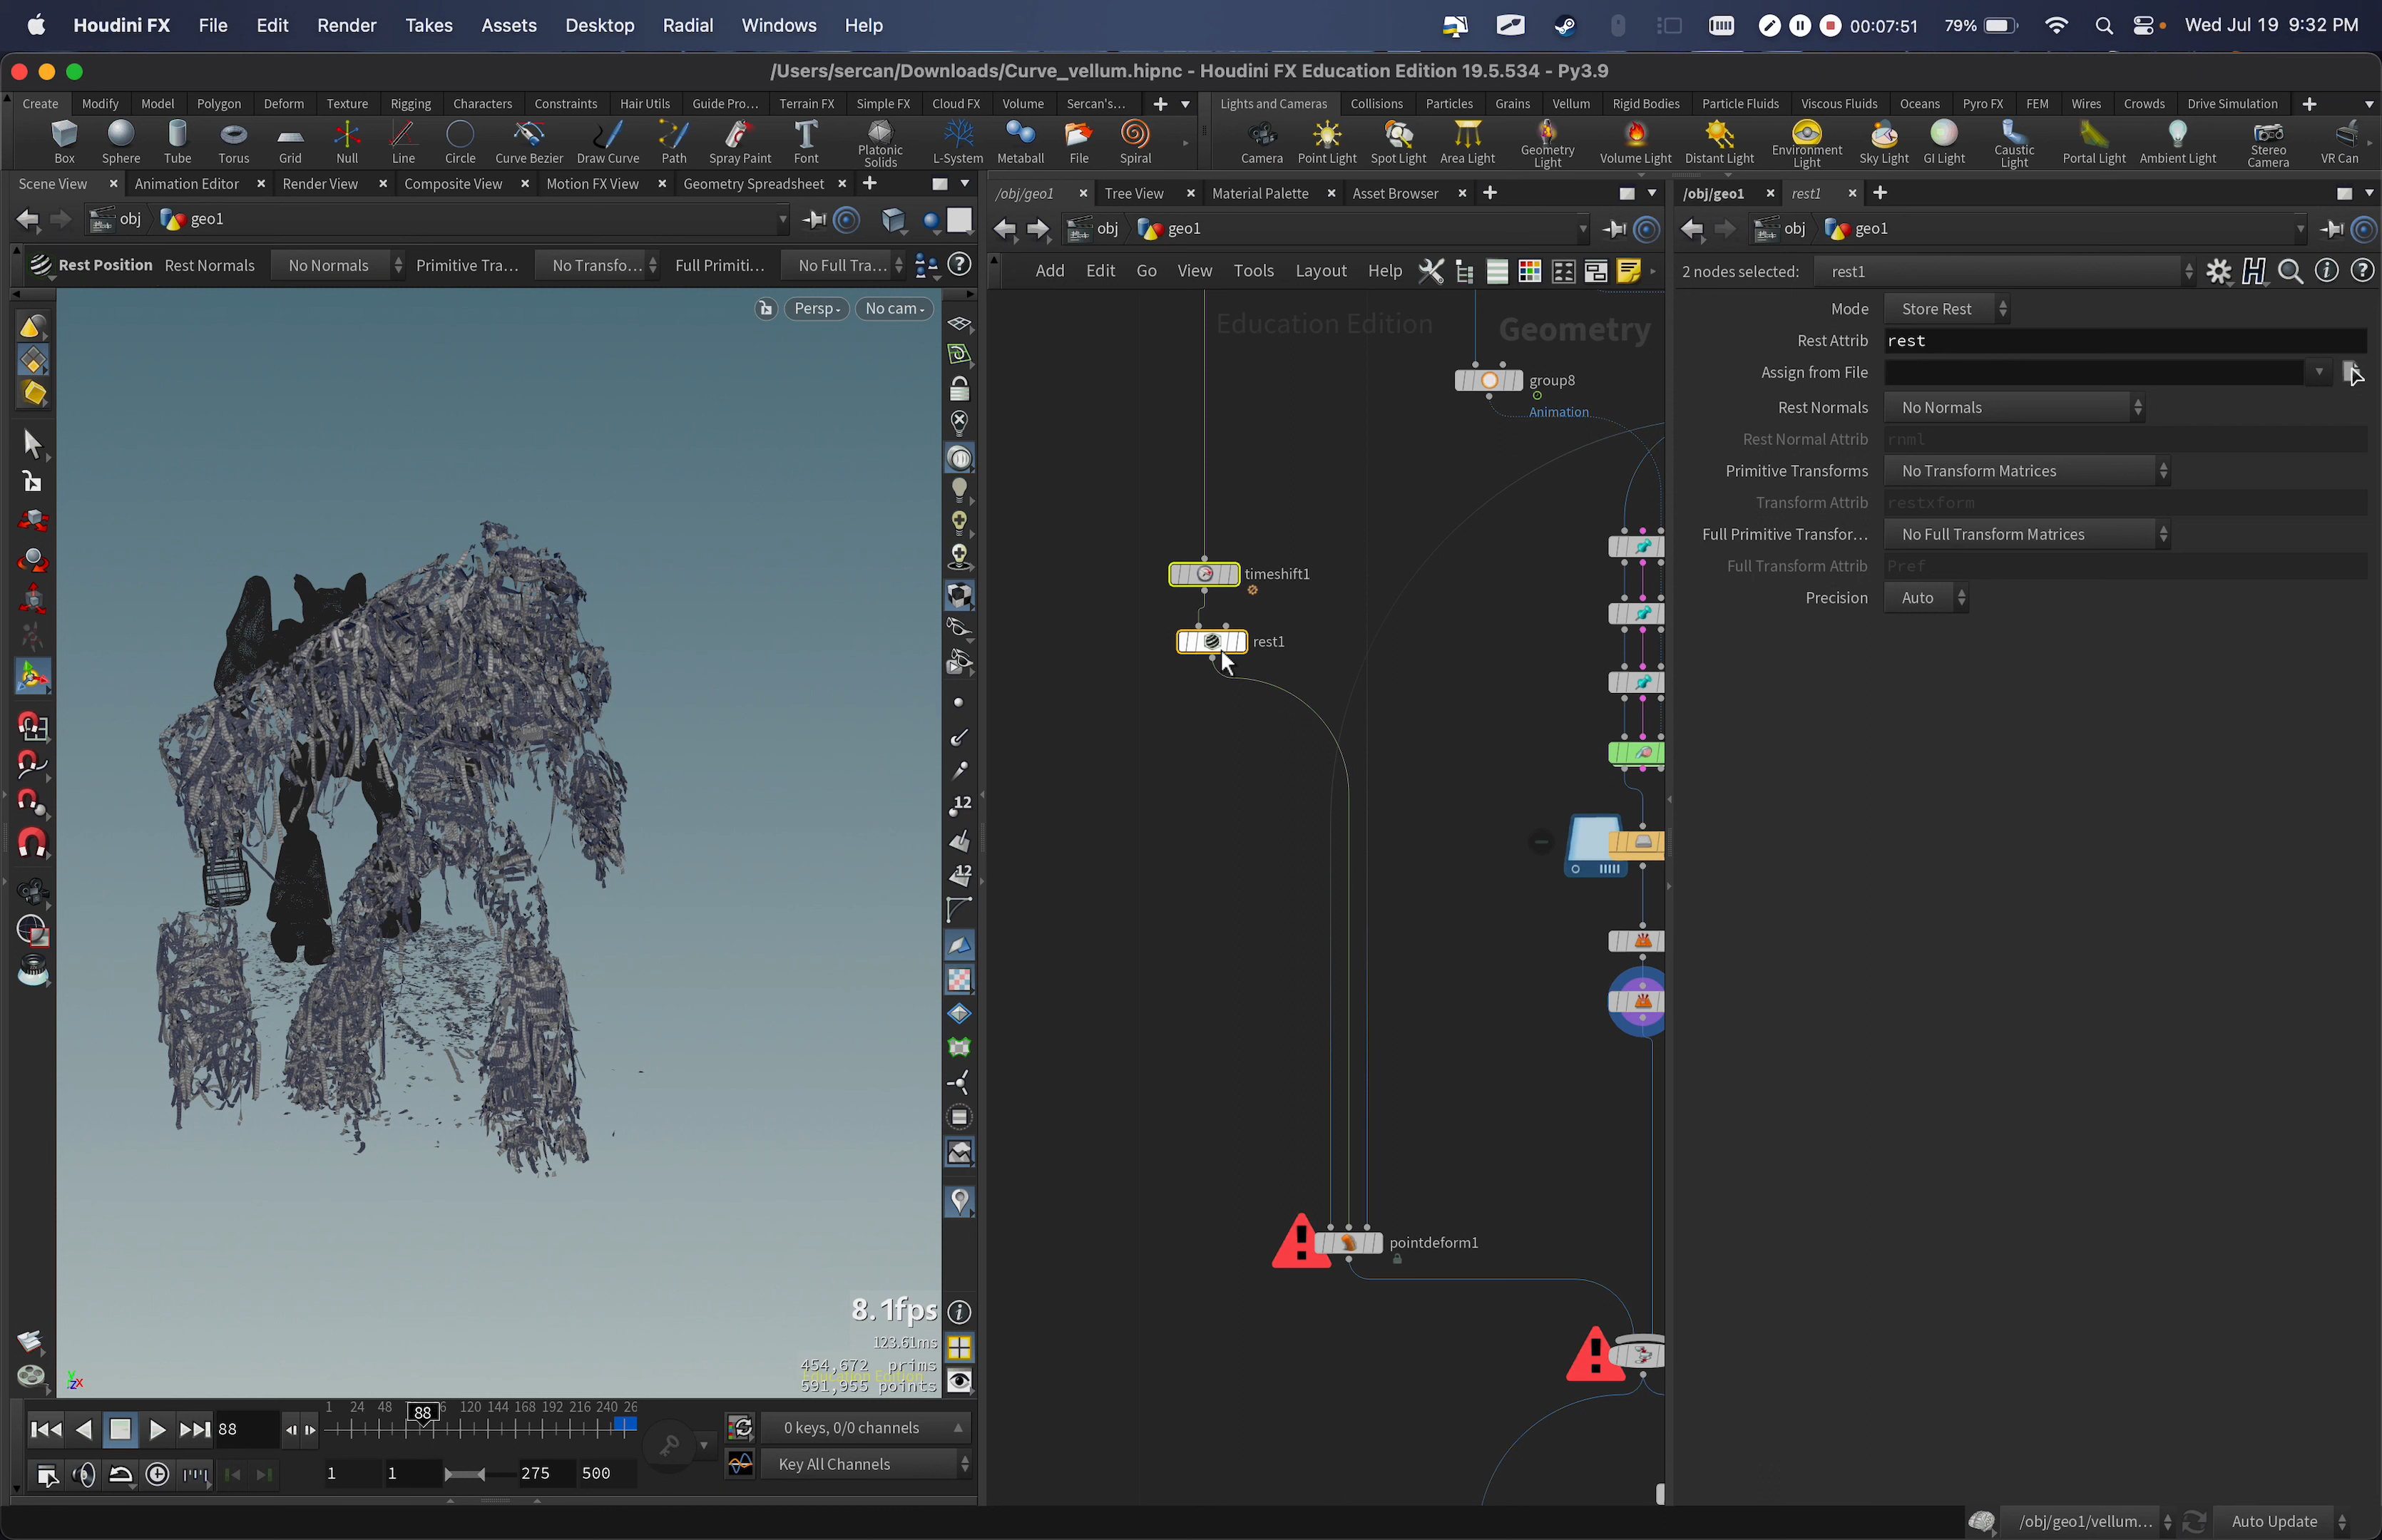 Houdini FX File Edit Render Takes Assets Desktop Radial Windows Help 00:07:51 79% Wed Jul 19 9:32 PM
/Users/sercan/Downloads/Curve_vellum.hipnc - Houdini FX Education Edition 19.5.534 - Py3.9
Create Modify Model Polygon Deform Texture Rigging Characters Constraints Hair Utils Guide Pro... Terrain FX Simple FX Cloud FX Volume Sercan's...
Lights and Cameras Collisions Particles Grains Vellum Rigid Bodies Particle Fluids Viscous Fluids Oceans Pyro FX FEM Wires Crowds Drive Simulation
Box Sphere Tube Torus Grid Null Line Circle Curve Bezier Draw Curve Path Spray Paint Font Platonic Solids L-System Metaball File Spiral
Camera Point Light Spot Light Area Light Geometry Light Volume Light Distant Light Environment Light Sky Light GI Light Caustic Light Portal Light Ambient Light Stereo Camera VR Can
Scene View Animation Editor Render View Composite View Motion FX View Geometry Spreadsheet
obj geo1
Rest Position Rest Normals No Normals Primitive Tra... No Transfo... Full Primiti... No Full Tra...
Persp No cam
12
12
8.1fps
123.61ms
454,672 prims
Education Edition
591,955 points
/obj/geo1 Tree View Material Palette Asset Browser
obj geo1
Add Edit Go View Tools Layout Help
Education Edition
Geometry
group8
Animation
timeshift1
rest1
pointdeform1
/obj/geo1 rest1
obj geo1
2 nodes selected: rest1
Mode Store Rest
Rest Attrib rest
Assign from File
Rest Normals No Normals
Rest Normal Attrib rnml
Primitive Transforms No Transform Matrices
Transform Attrib restxform
Full Primitive Transfor... No Full Transform Matrices
Full Transform Attrib Pref
Precision Auto
88
1 24 48 88 6 120 144 168 192 216 240 26
0 keys, 0/0 channels
1 1 275 500
Key All Channels
/obj/geo1/vellum... Auto Update